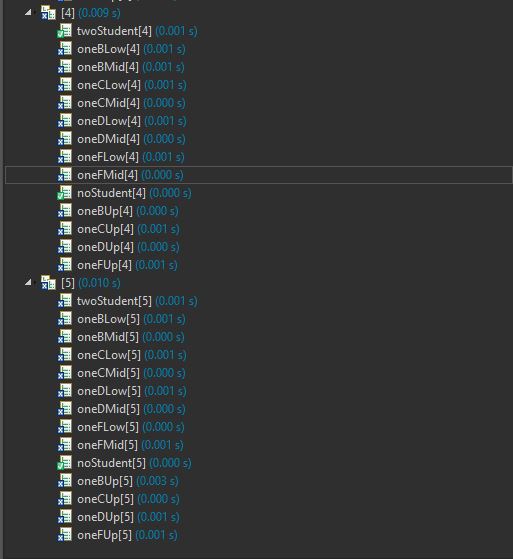 [4] (0.009 s)
twoStudent[4] (0.001 s)
oneBLow[4] (0.001 s)
oneBMid[4] (0.000 s)
oneCLow[4] (0.001 s)
oneCMid[4] (0.000 s)
oneDLow[4] (0.001 s)
oneDMid[4] (0.000 s)
oneFLow[4] (0.001 s)
oneFMid[4] (0.000 s)
noStudent[4] (0.000 s)
oneBUp[4] (0.000 s)
oneCUp[4] (0.001 s)
oneDUp[4] (0.000 s)
oneFUp[4] (0.001 s)
[5] (0.010 s)
twoStudent[5] (0.001 s)
oneBLow[5] (0.001 s)
oneBMid[5] (0.000 s)
oneCLow[5] (0.001 s)
oneCMid[5] (0.000 s)
oneDLow[5] (0.001 s)
oneDMid[5] (0.000 s)
oneFLow[5] (0.000 s)
oneFMid[5] (0.001 s)
noStudent[5] (0.000 s)
oneBUp[5] (0.003 s)
oneCUp[5] (0.000 s)
oneDUp[5] (0.001 s)
oneFUp[5] (0.001 s)